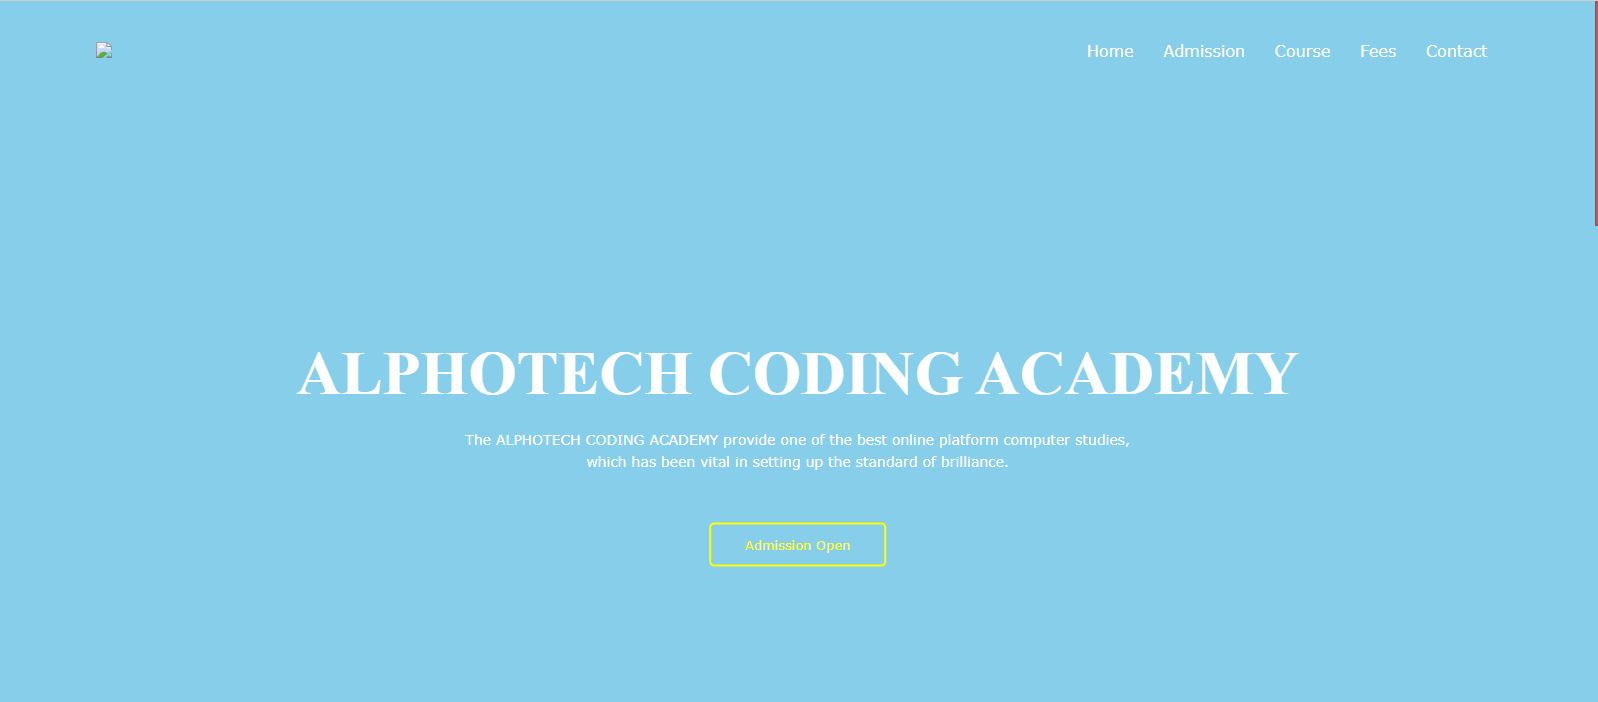 Home Admission Course Fees Contact
ALPHOTECH CODING ACADEMY
The ALPHOTECH CODING ACADEMY provide one of the best online platform computer studies,
which has been vital in setting up the standard of brilliance.
Admission Open